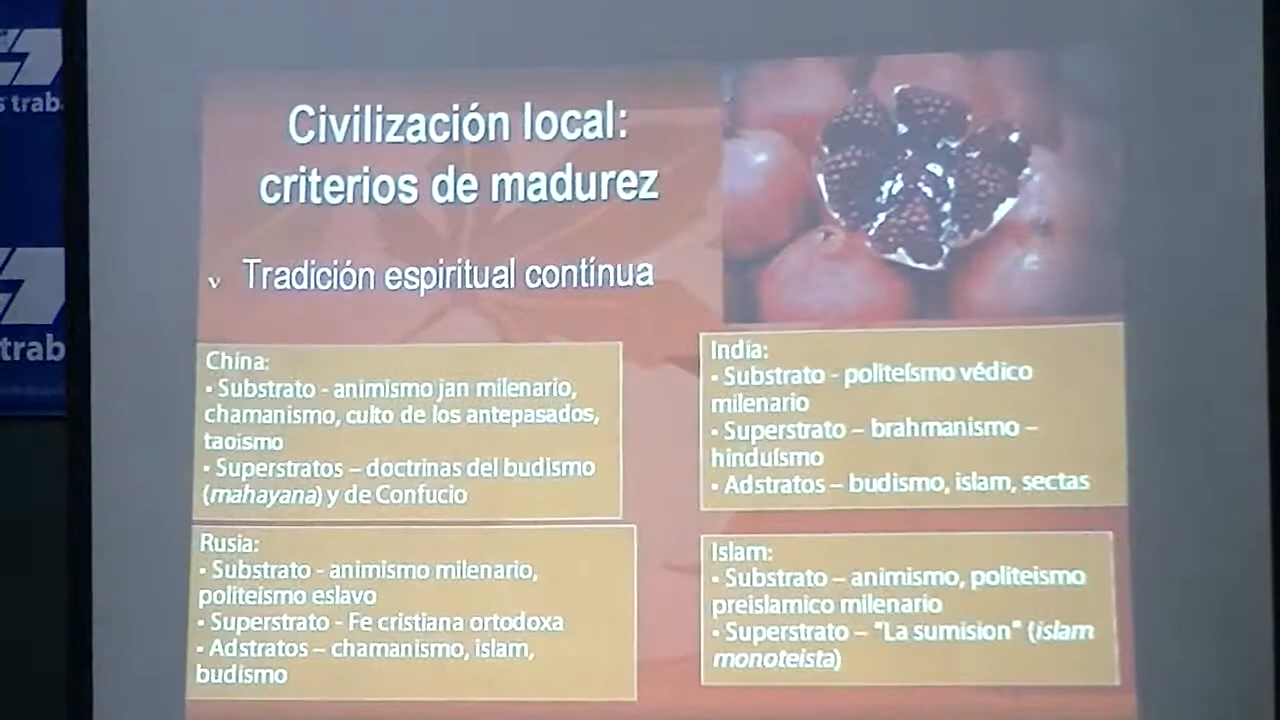 s trab
trab
Civilización local:
criterios de madurez
v Tradición espiritual contínua
China:
▪ Substrato - animismo jan milenario,
chamanismo, culto de los antepasados,
taoismo
▪ Superstratos – doctrinas del budismo
(mahayana) y de Confucio
India:
▪ Substrato - politeísmo védico
milenario
▪ Superstrato – brahmanismo –
hinduísmo
▪ Adstratos – budismo, islam, sectas
Rusia:
▪ Substrato - animismo milenario,
politeismo eslavo
▪ Superstrato - Fe cristiana ortodoxa
▪ Adstratos – chamanismo, islam,
budismo
Islam:
▪ Substrato – animismo, politeismo
preislamico milenario
▪ Superstrato – "La sumision" (islam
monoteista)